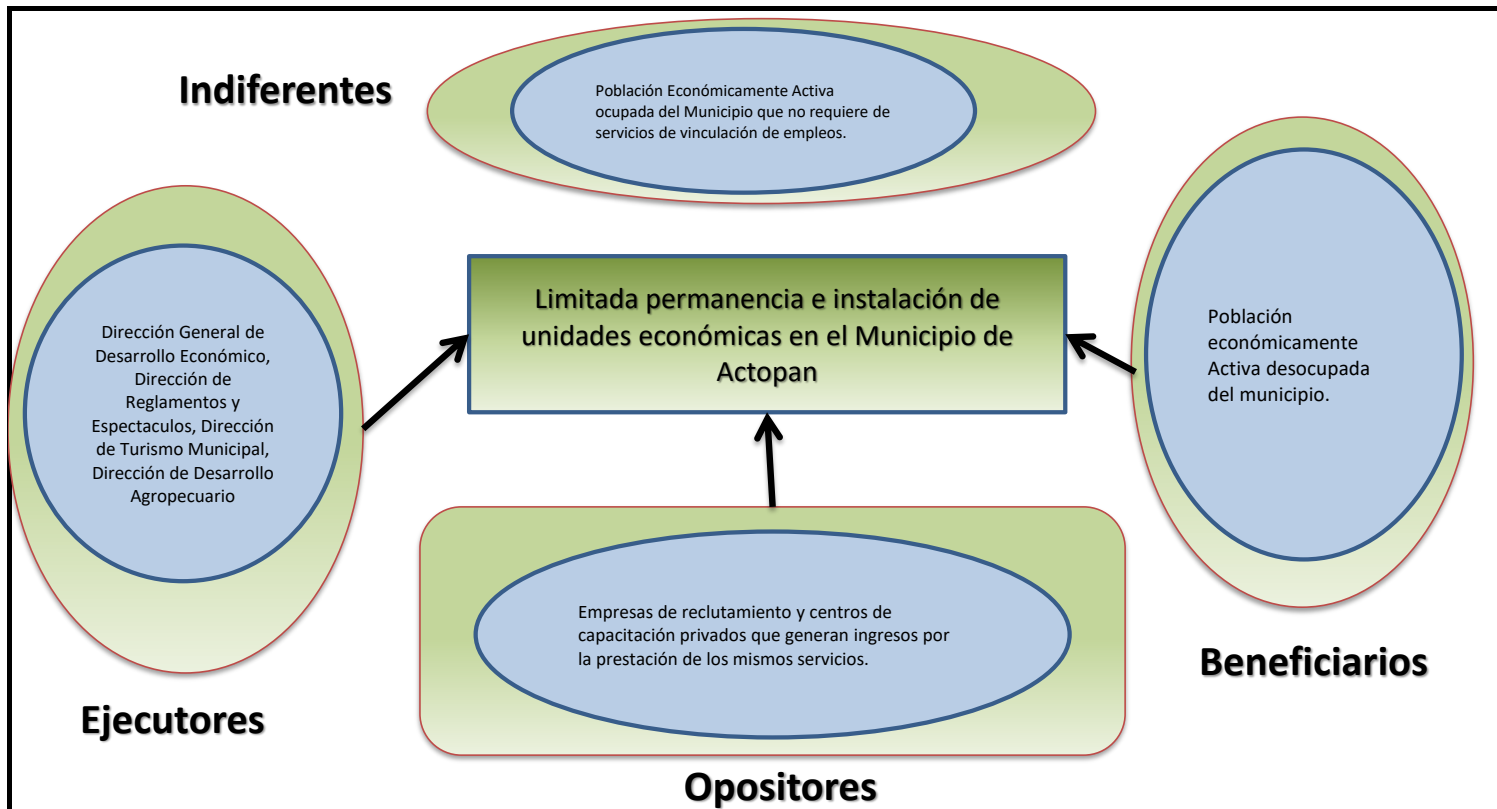 Indiferentes
Población Económicamente Activa
ocupada del Municipio que no requiere de
servicios de vinculación de empleos.
Dirección General de
Desarrollo Económico,
Dirección de
Reglamentos y
Espectaculos, Dirección
de Turismo Municipal,
Dirección de Desarrollo
Agropecuario
Ejecutores
Limitada permanencia e instalación de
unidades económicas en el Municipio de
Actopan
Población
económicamente
Activa desocupada
del municipio.
Beneficiarios
Empresas de reclutamiento y centros de
capacitación privados que generan ingresos por
la prestación de los mismos servicios.
Opositores